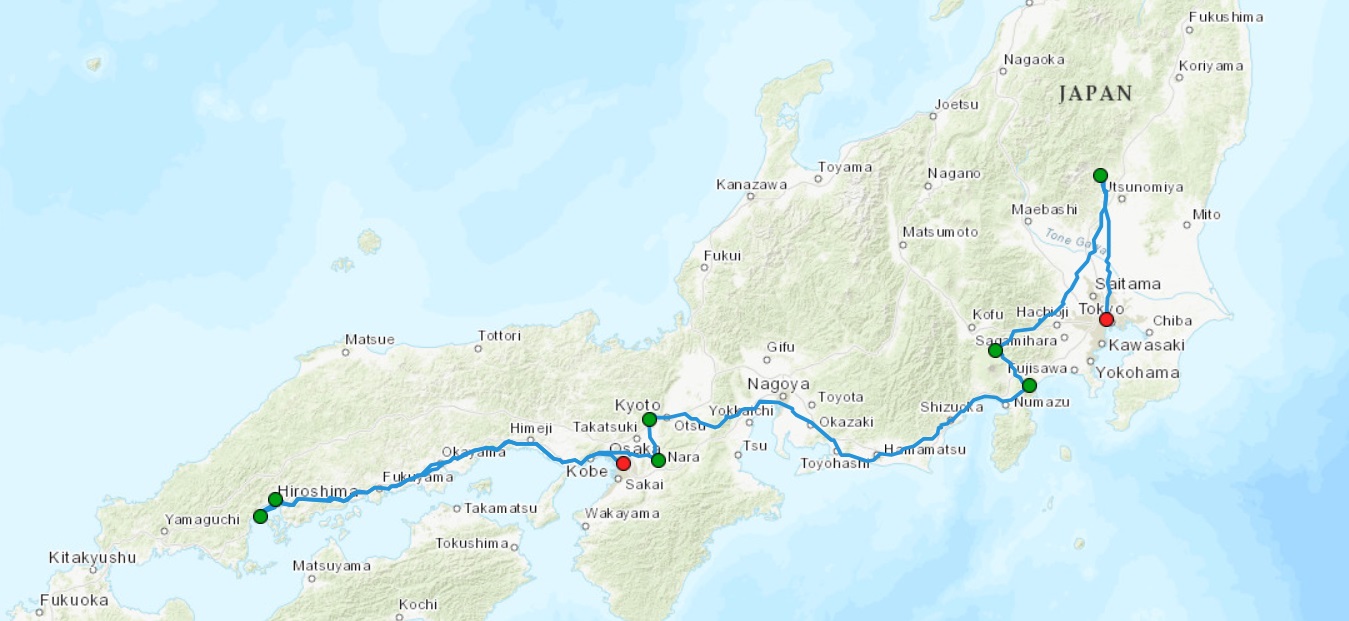 Fukushima
Nagaoka
Koriyama
JAPAN
Joetsu
Toyama
Nagano
Kanazawa
Utsunomiya
Maebashi
Mito
Matsumoto
Tone Gawa
Fukui
Saitama
Kofu
Hachioji
Tokyo
Chiba
Matsue
Tottori
Sagamihara
Kawasaki
Gifu
Fujisawa
Yokohama
Nagoya
Toyota
Numazu
Kyoto
Yokkaichi
Shizuoka
Himeji
Takatsuki
Otsu
Okazaki
Okayama
Osaka
Tsu
Hamamatsu
Nara
Toyohashi
Kobe
Fukuyama
Sakai
Hiroshima
Takamatsu
Wakayama
Yamaguchi
Tokushima
Kitakyushu
Matsuyama
Fukuoka
Kochi